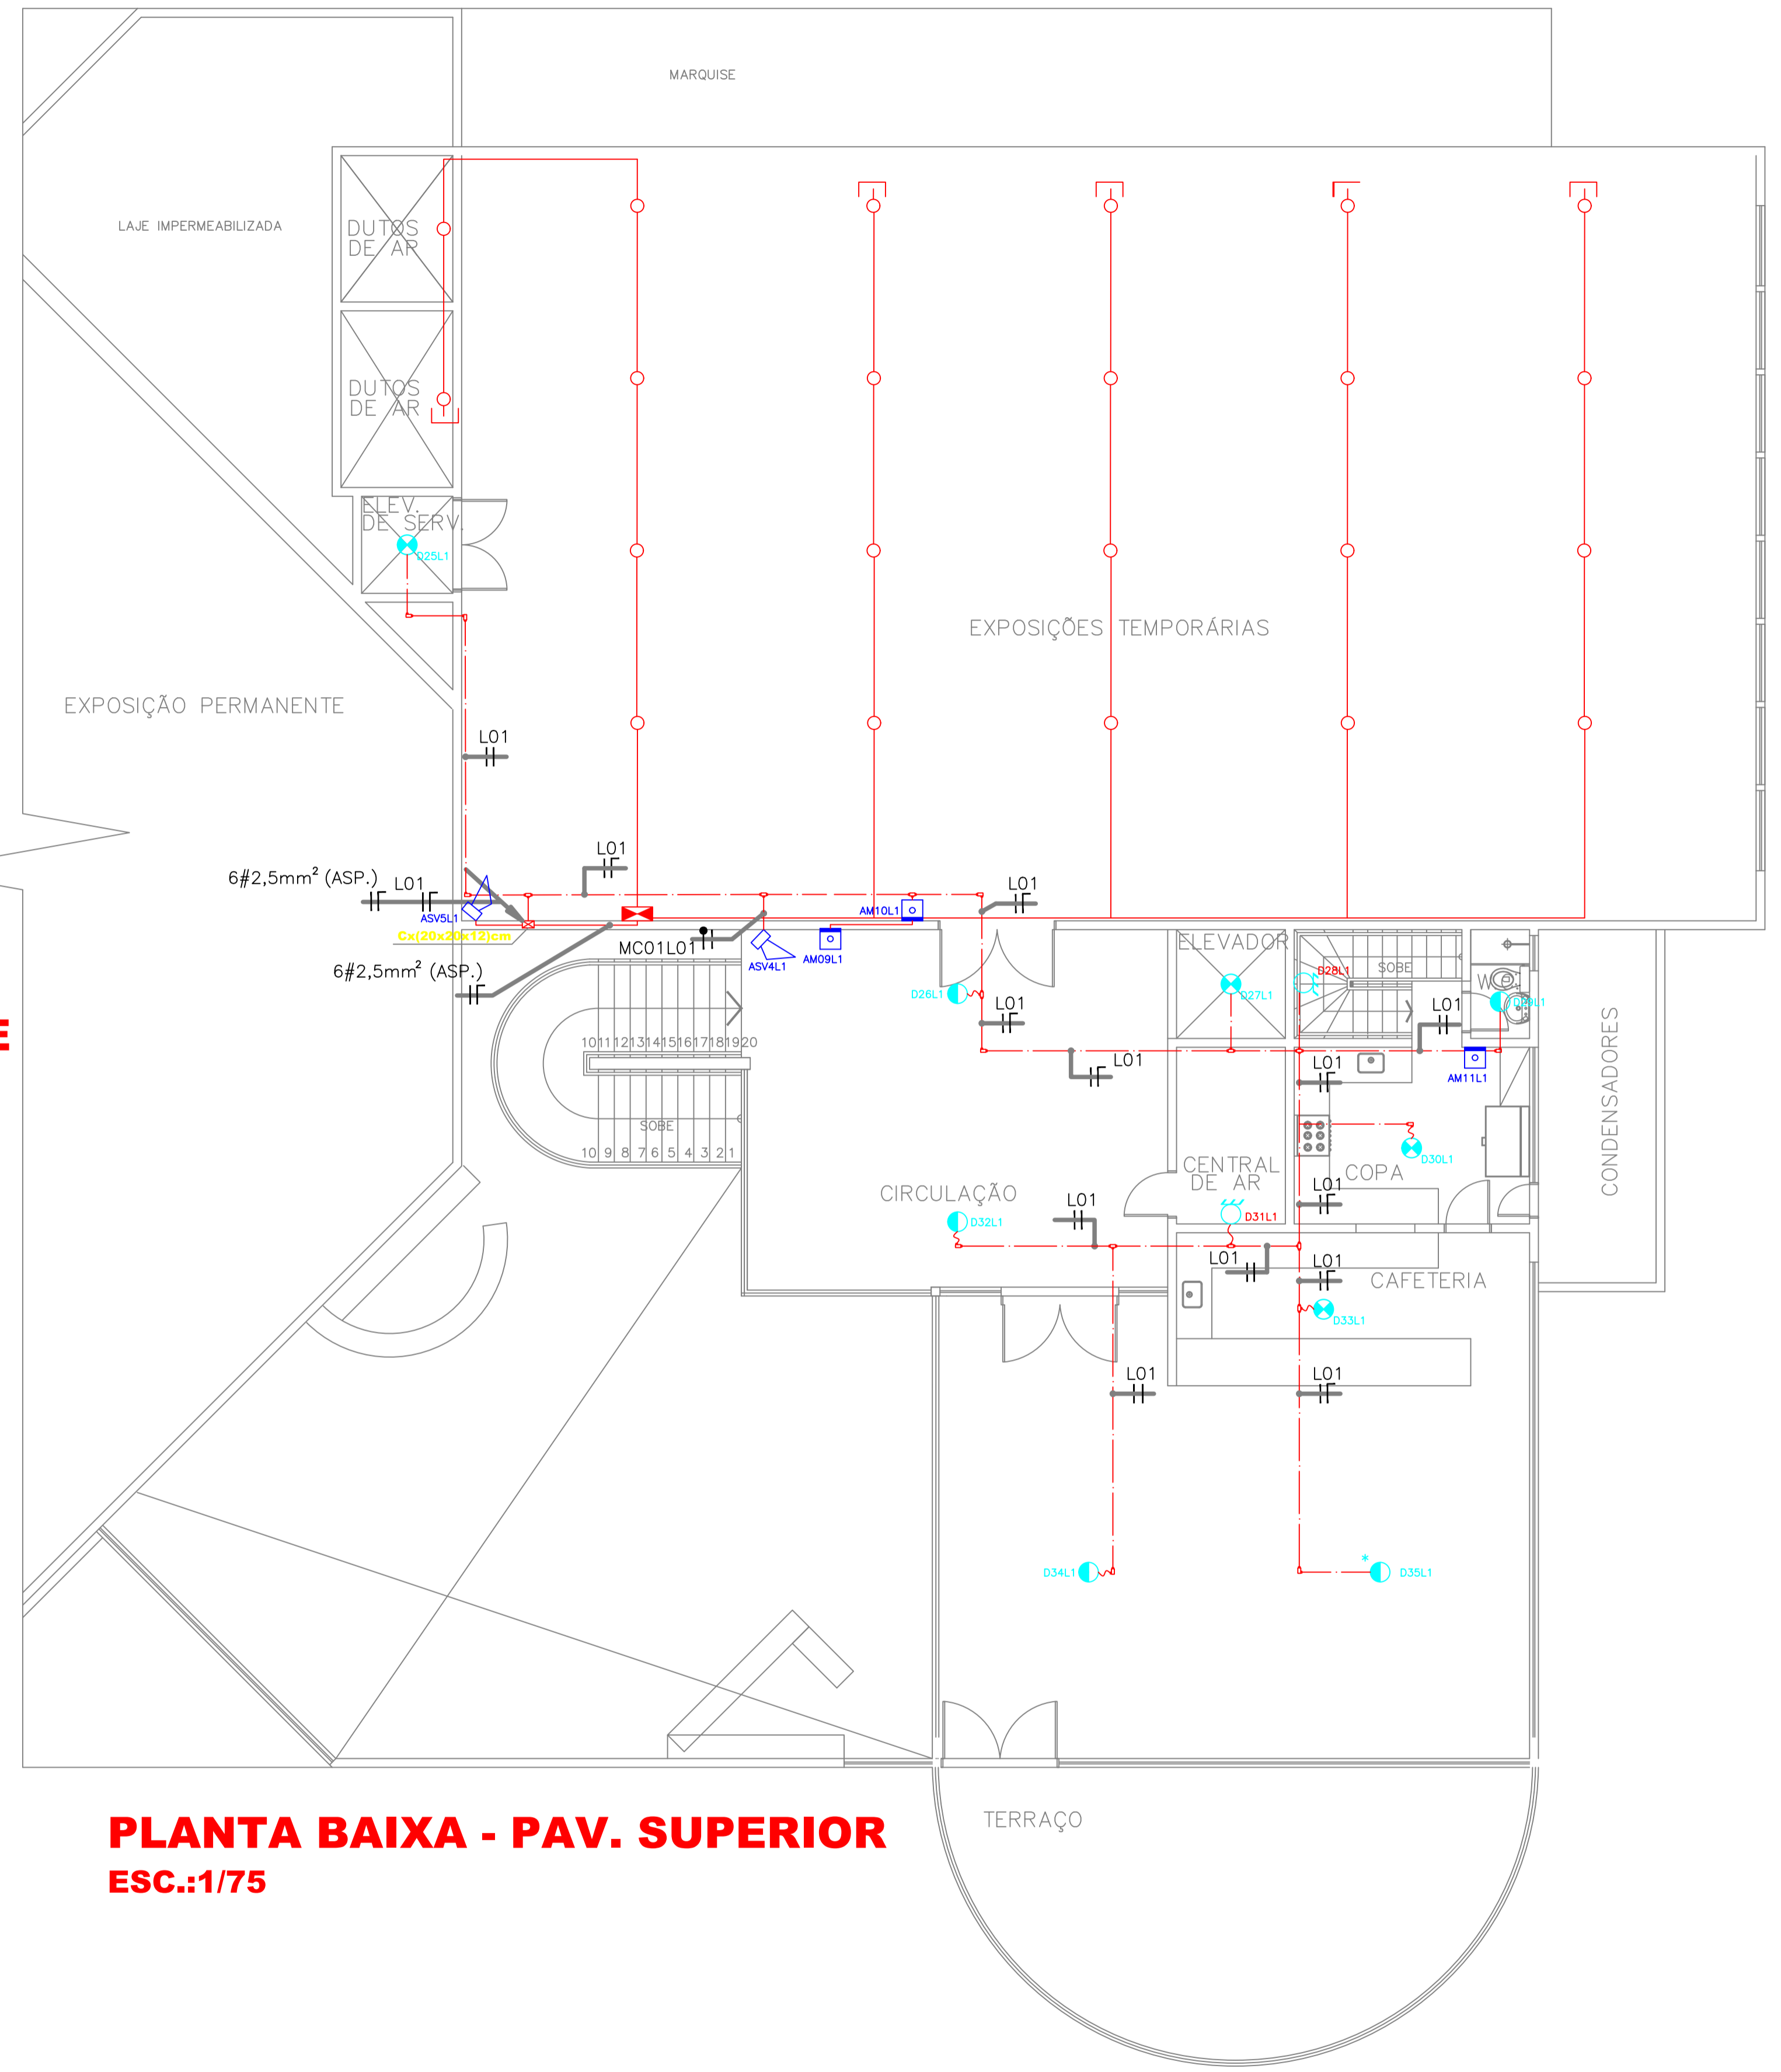 MARQUISE
LAJE IMPERMEABILIZADA
DUTOS
DE AR
DUTOS
DE AR
ELEV.
DE SERV.
D25L1
EXPOSIÇÕES TEMPORÁRIAS
EXPOSIÇÃO PERMANENTE
L01
L01
6#2,5mm² (ASP.)
L01
L01
ASV5L1
AM10L1
Cx(20x20x12)cm
MC01L01
ASV4L1
AM09L1
6#2,5mm² (ASP.)
ELEVADOR
SOBE
D28L1
D26L1
D27L1
D29L1
L01
L01
10 11 12 13 14 15 16 17 18 19 20
L01
L01
AM11L1
CONDENSADORES
SOBE
10 9 8 7 6 5 4 3 2 1
D30L1
CENTRAL
DE AR
COPA
CIRCULAÇÃO
L01
L01
D32L1
D31L1
L01
L01
CAFETERIA
D33L1
L01
L01
D34L1
*
D35L1
TERRAÇO
PLANTA BAIXA - PAV. SUPERIOR
ESC.:1/75